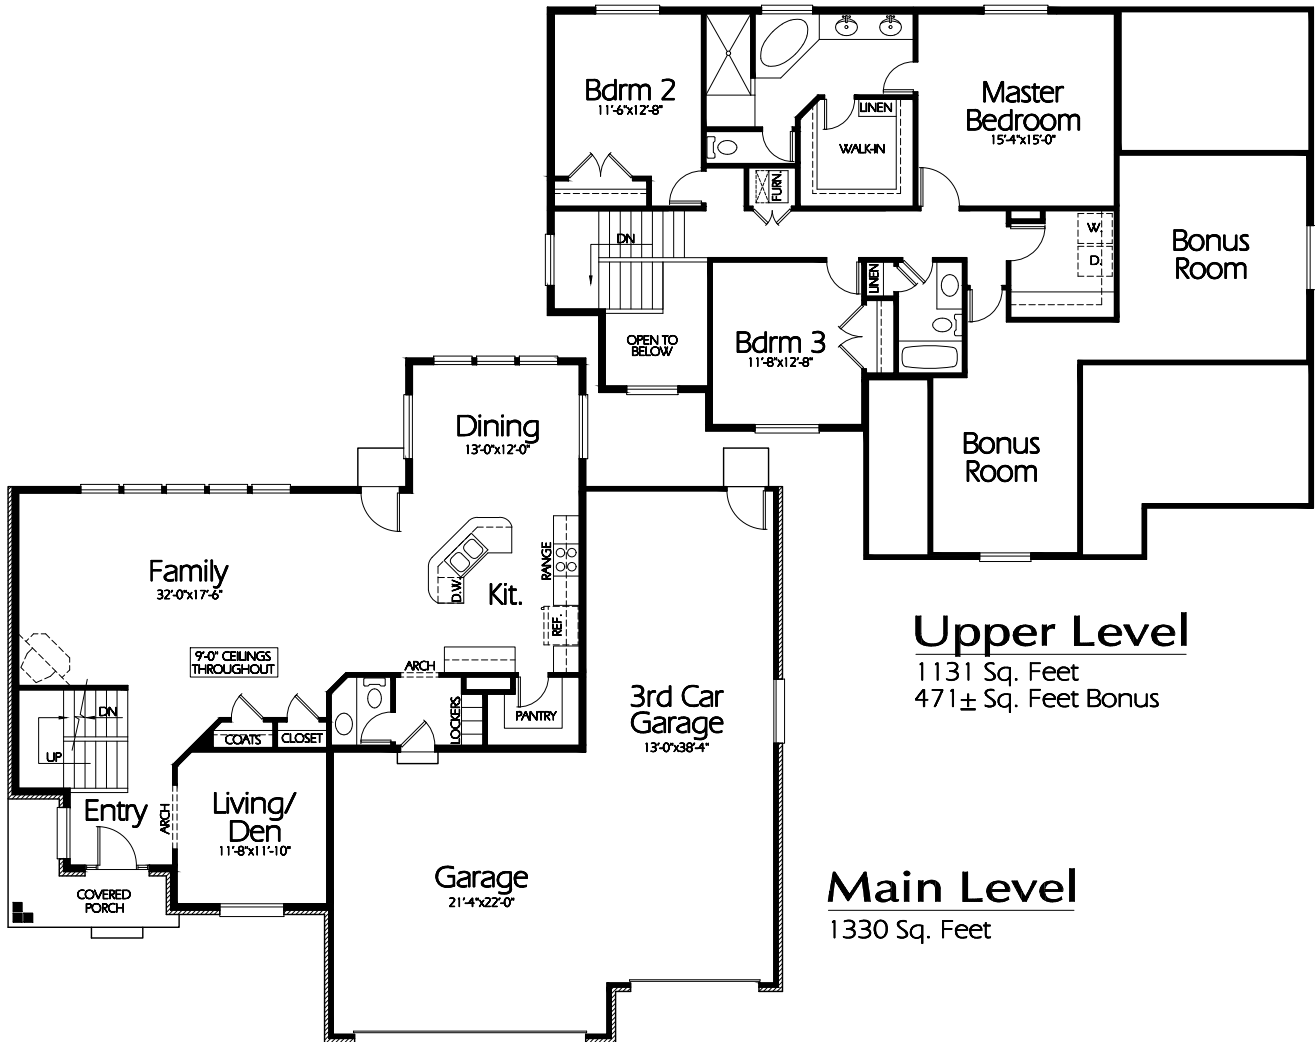 Bdrm 2
11'-6"x12'-8"
LINEN
WALK-IN
FURN.
Master
Bedroom
15'-4"x15'-0"
W.
D.
Bonus
Room
DN
OPEN TO
BELOW
Bdrm 3
11'-8"x12'-8"
LINEN
Bonus
Room
Upper Level
1131 Sq. Feet
471± Sq. Feet Bonus
Dining
13'-0"x12'-0"
Family
32'-0"x17'-6"
9'-0" CEILINGS
THROUGHOUT
D.W.
Kit.
RANGE
REF.
ARCH
LOCKERS
PANTRY
COATS
CLOSET
DN
UP
Entry
ARCH
Living/
Den
11'-8"x11'-10"
COVERED
PORCH
3rd Car
Garage
13'-0"x38'-4"
Garage
21'-4"x22'-0"
Main Level
1330 Sq. Feet